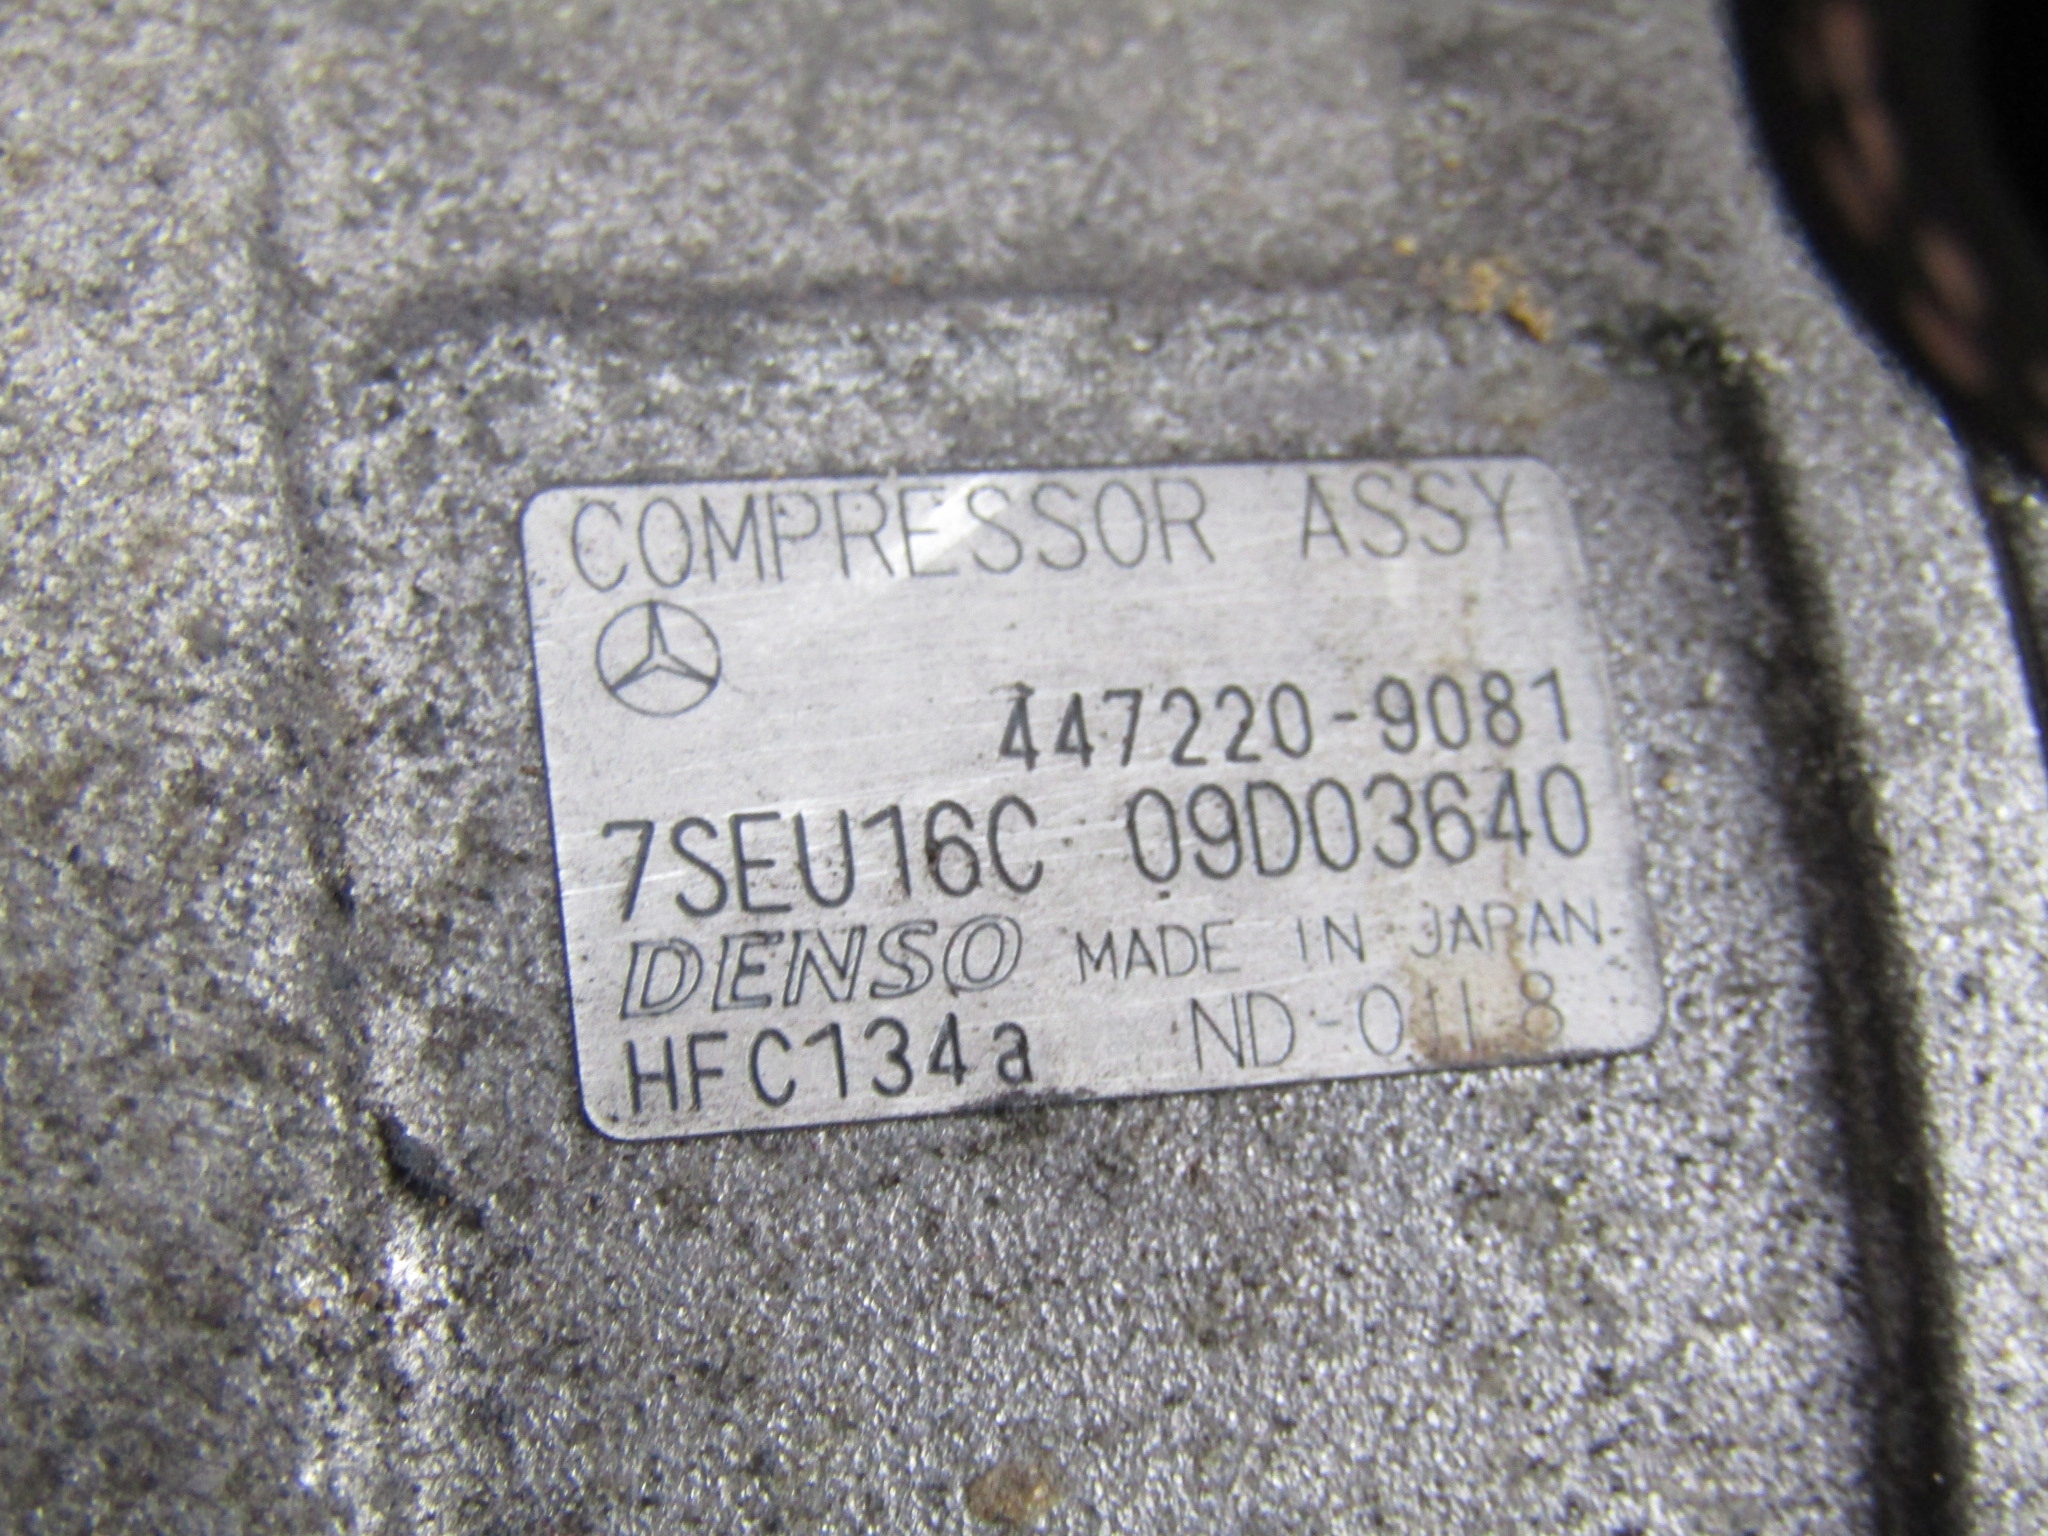 COMPRESSOR ASSY
447220-9081
7SEU16C 09D03640
DENSO MADE IN JAPAN
HFC134a ND-OIL8